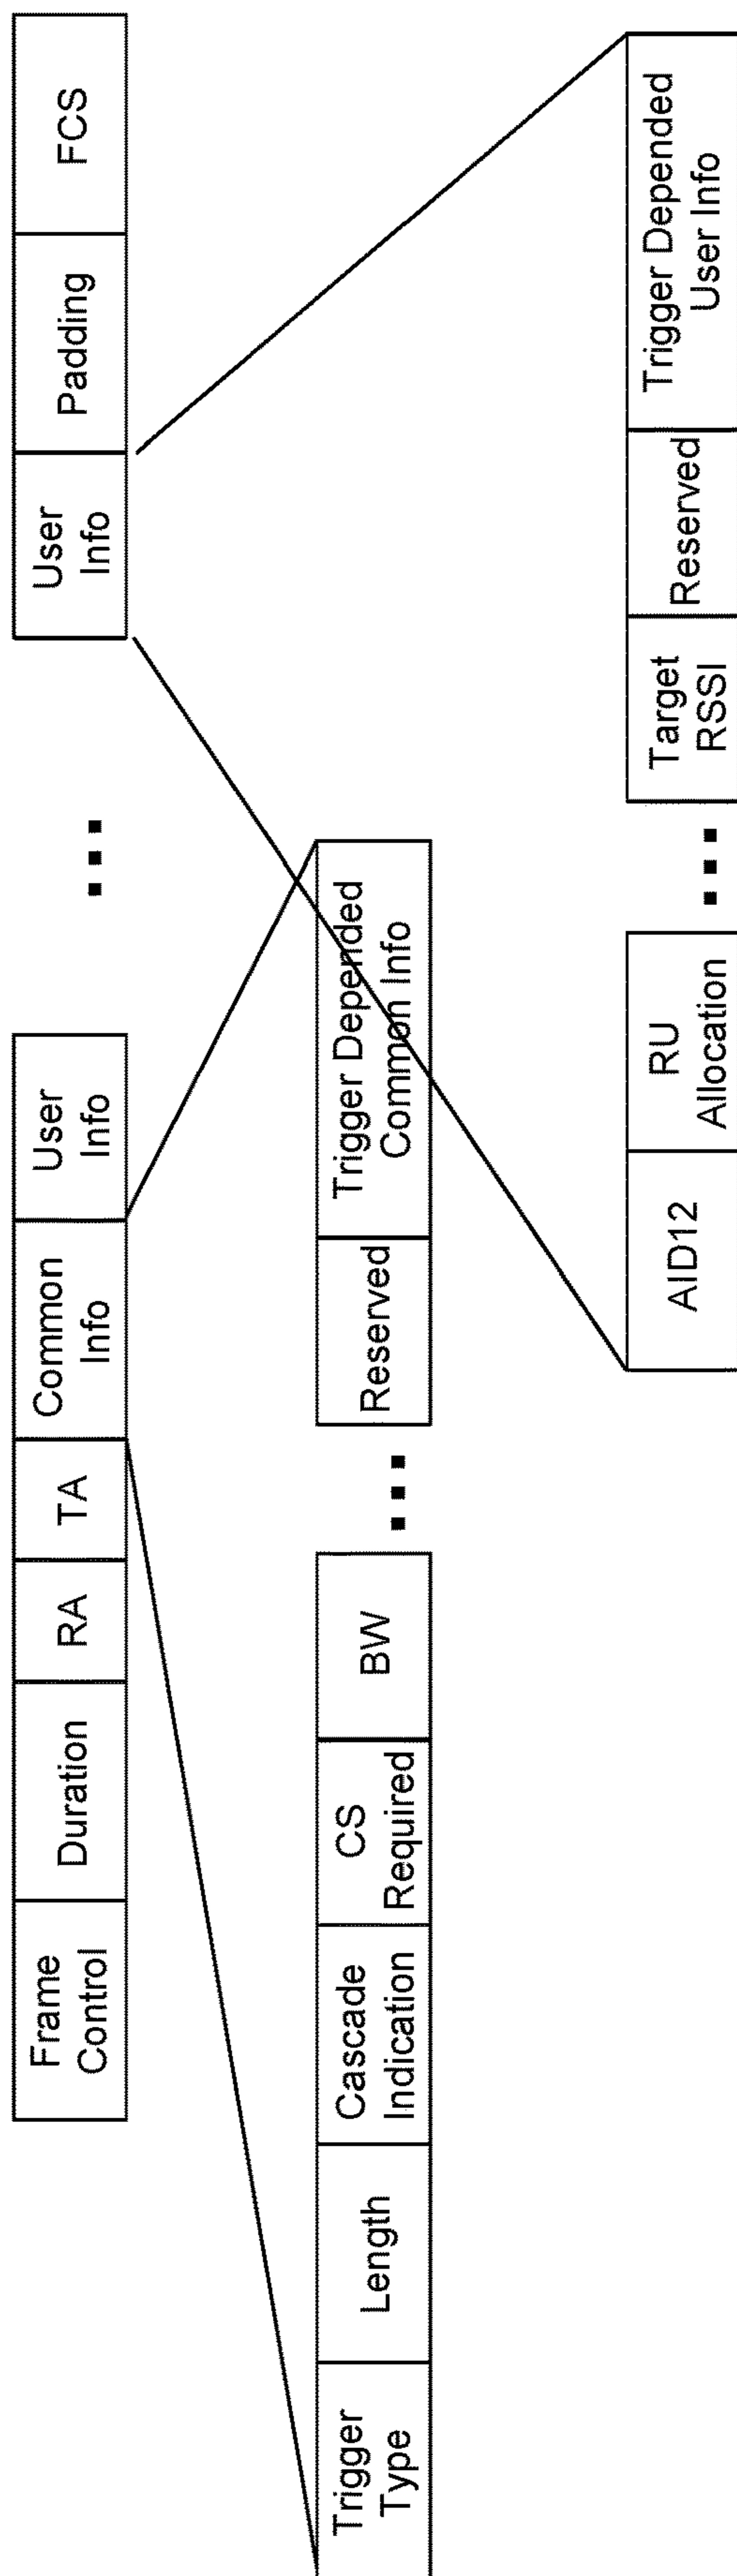 Frame
Control
Duration
RA
TA
Common
Info
User
Info
...
User
Info
Padding
FCS
Trigger
Type
Length
Cascade
Indication
CS
Required
BW
...
Reserved
Trigger Depended
Common Info
AID12
RU
Allocation
...
Target
RSSI
Reserved
Trigger Depended
User Info